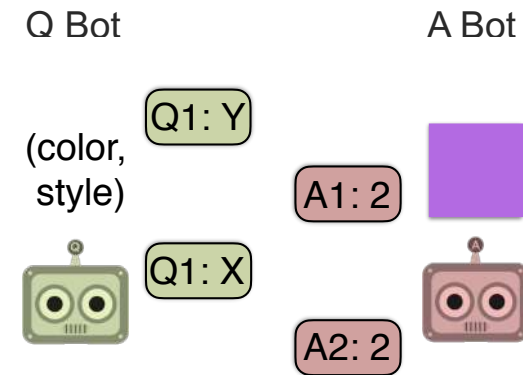 Q Bot
A Bot
Q1: Y
(color,
style)
A1: 2
Q
A
Q1: X
A2: 2